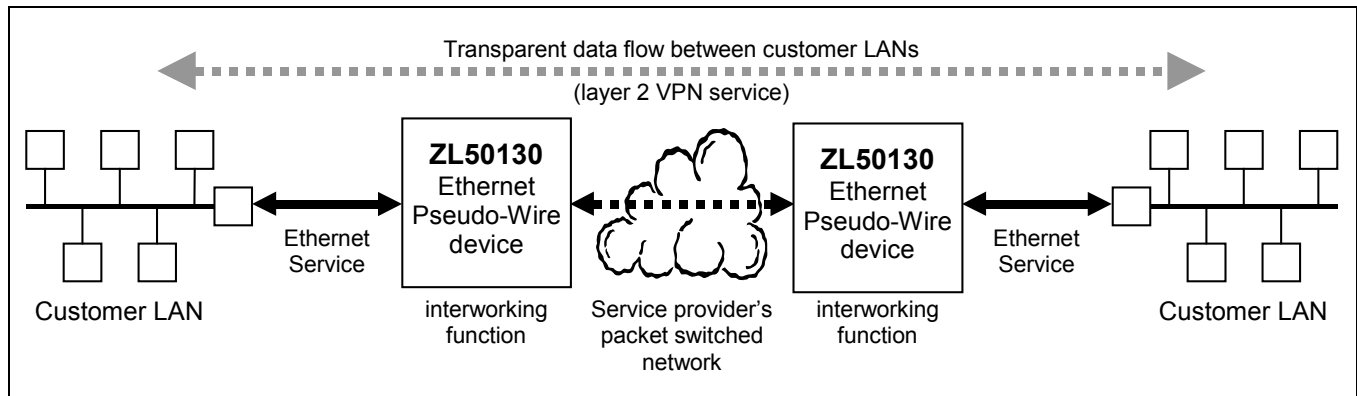 Transparent data flow between customer LANs
(layer 2 VPN service)
ZL50130
Ethernet
Pseudo-Wire
device
ZL50130
Ethernet
Pseudo-Wire
device
Ethernet
Service
Ethernet
Service
Customer LAN
interworking
function
Service provider's
packet switched
network
interworking
function
Customer LAN